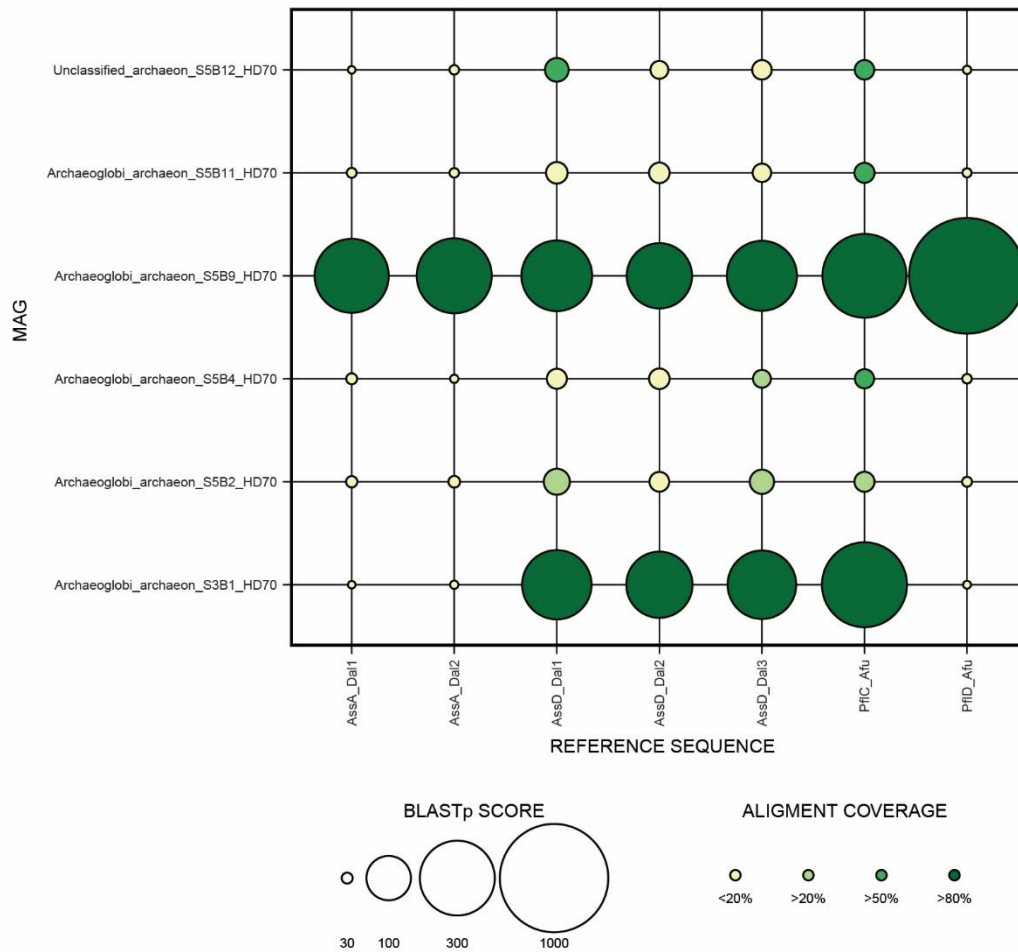 Unclassified_archaeon_S5B12_HD70
Archaeoglobi_archaeon_S5B11_HD70
Archaeoglobi_archaeon_S5B9_HD70
MAG
Archaeoglobi_archaeon_S5B4_HD70
Archaeoglobi_archaeon_S5B2_HD70
Archaeoglobi_archaeon_S3B1_HD70
AssA_Dal1
AssA_Dal2
AssD_Dal1
AssD_Dal2
AssD_Dal3
PflC_Afu
PflD_Afu
REFERENCE SEQUENCE
BLASTp SCORE
30 100 300 1000
ALIGMENT COVERAGE
<20% >20% >50% >80%